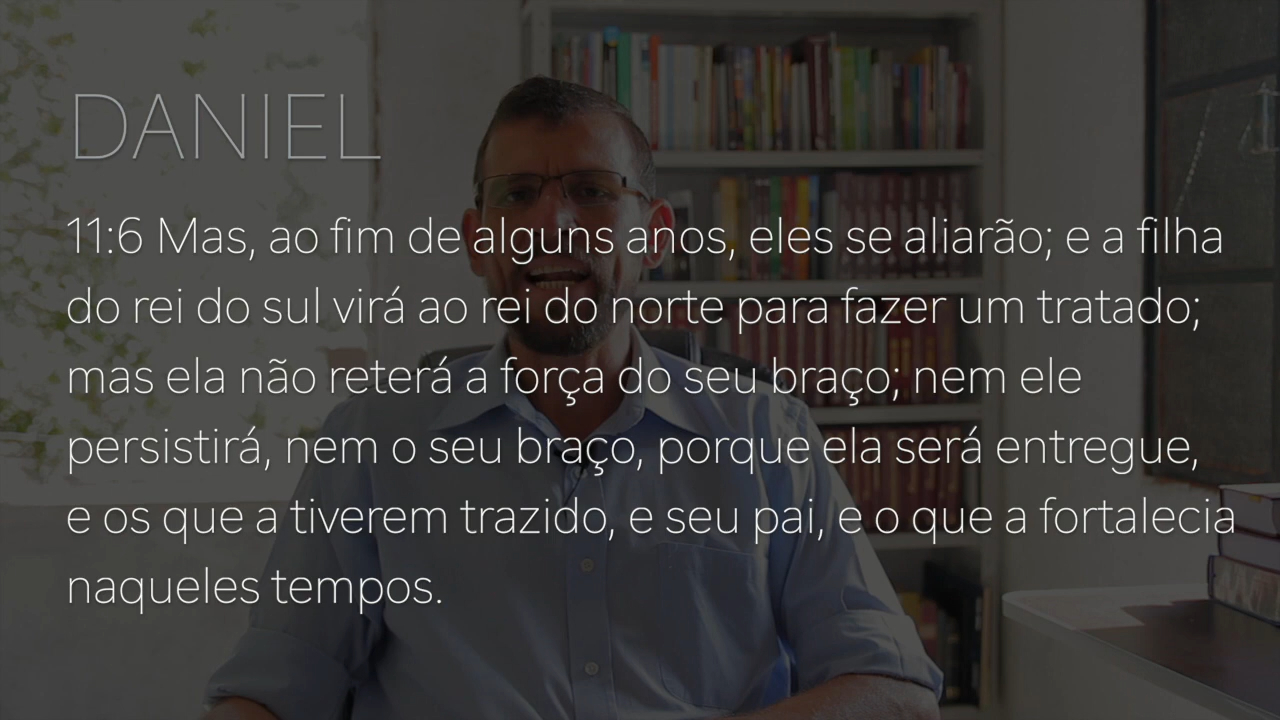 DANIEL
11:6 Mas, ao fim de alguns anos, eles se aliarão; e a filha
do rei do sul virá ao rei do norte para fazer um tratado;
mas ela não reterá a força do seu braço; nem ele
persistirá, nem o seu braço, porque ela será entregue,
e os que a tiverem trazido, e seu pai, e o que a fortalecia
naqueles tempos.